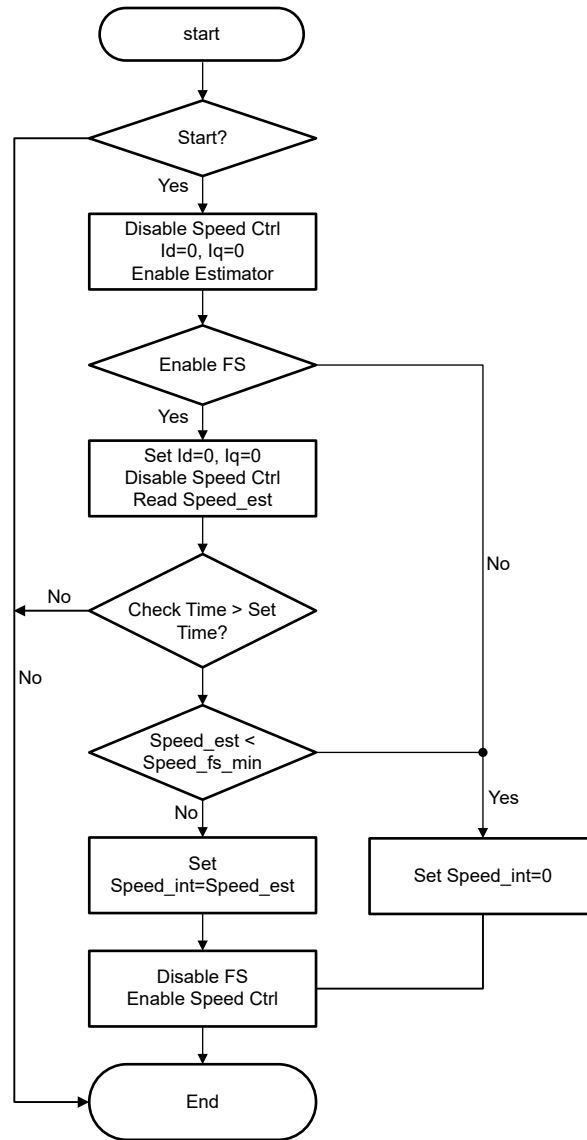 start
Start?
Yes
Disable Speed Ctrl
Id=0, Iq=0
Enable Estimator
Enable FS
Yes
Set Id=0, Iq=0
Disable Speed Ctrl
Read Speed_est
No
No
Check Time > Set
Time?
No
Speed_est <
Speed_fs_min
Yes
No
Set
Speed_int=Speed_est
Set Speed_int=0
Disable FS
Enable Speed Ctrl
End